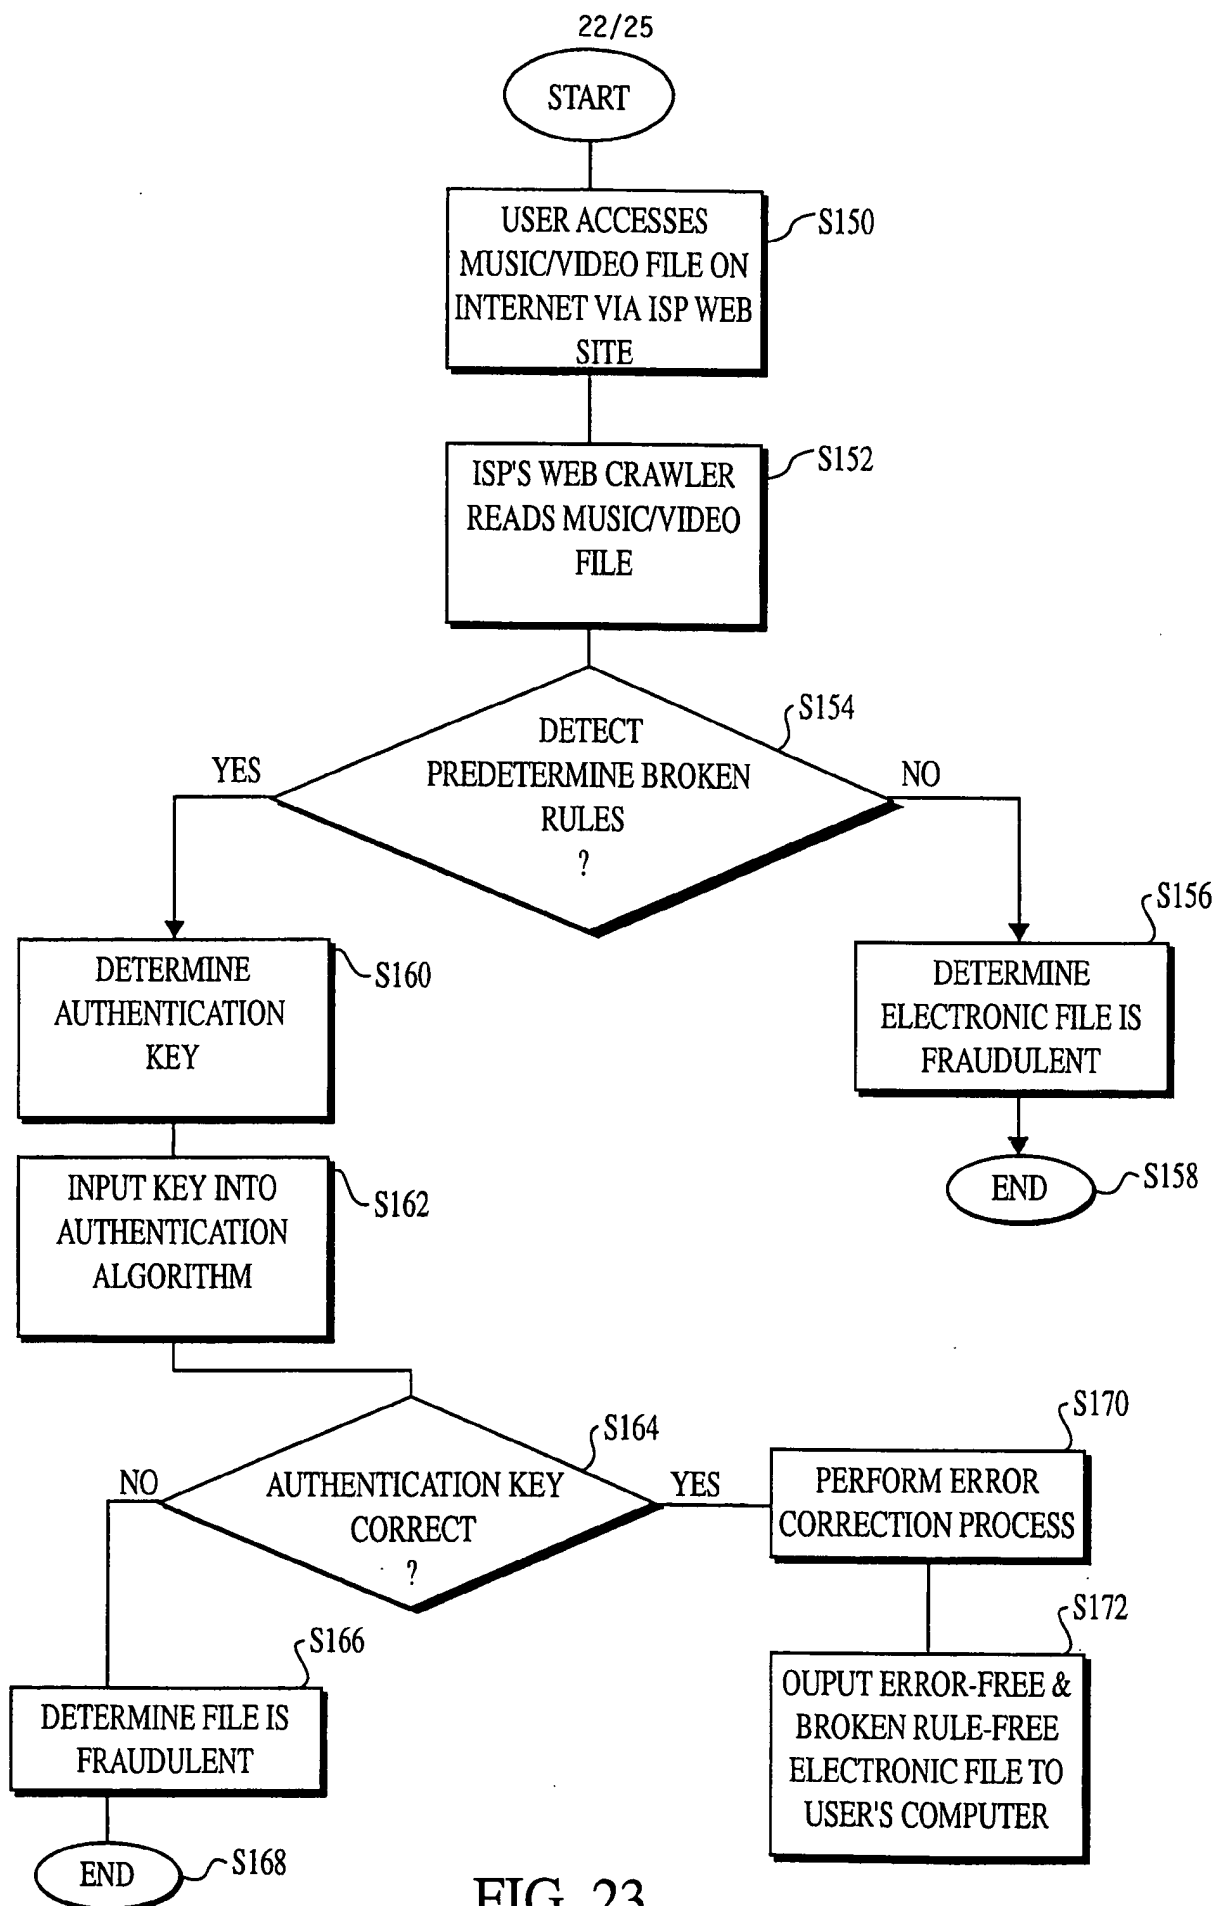 22/25
START
USER ACCESSES
MUSIC/VIDEO FILE ON
INTERNET VIA ISP WEB
SITE
S150
ISP'S WEB CRAWLER
READS MUSIC/VIDEO
FILE
S152
DETECT
PREDETERMINE BROKEN
RULES
?
S154
YES
NO
DETERMINE
AUTHENTICATION
KEY
S160
DETERMINE
ELECTRONIC FILE IS
FRAUDULENT
S156
INPUT KEY INTO
AUTHENTICATION
ALGORITHM
S162
END
S158
AUTHENTICATION KEY
CORRECT
?
S164
NO
YES
PERFORM ERROR
CORRECTION PROCESS
S170
DETERMINE FILE IS
FRAUDULENT
S166
OUPUT ERROR-FREE &
BROKEN RULE-FREE
ELECTRONIC FILE TO
USER'S COMPUTER
S172
END
S168
FIG. 23